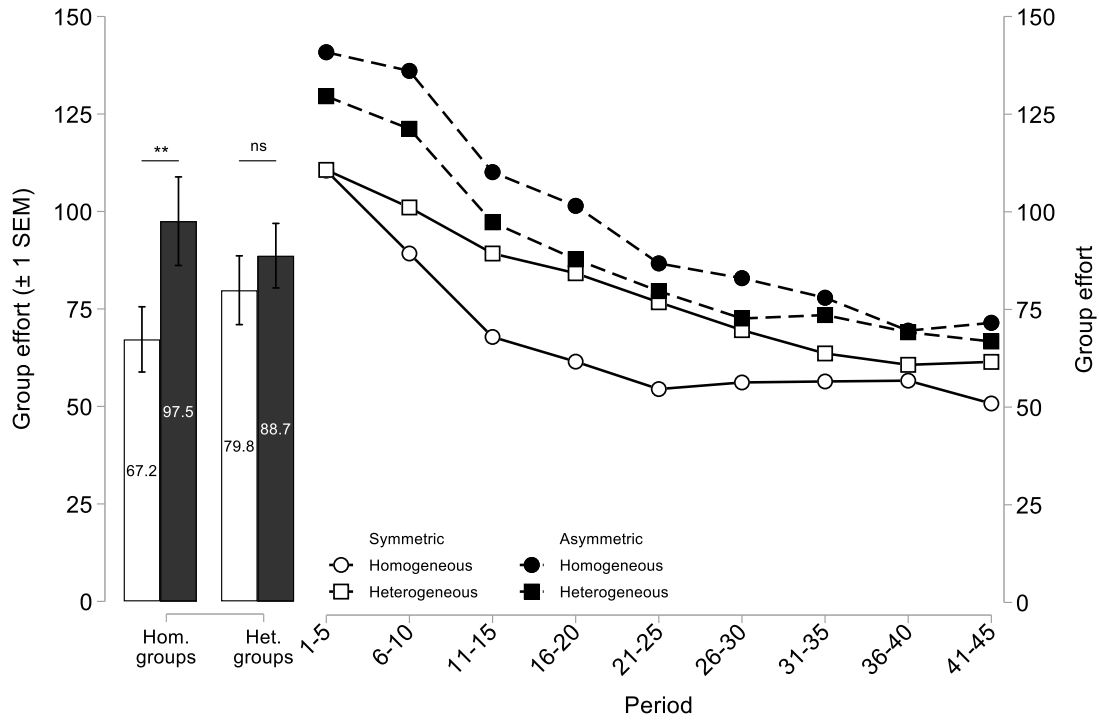 150
125
100
75
50
25
0
Group effort (± 1 SEM)
**
ns
67.2
97.5
79.8
88.7
Hom.
groups
Het.
groups
Symmetric
Homogeneous
Heterogeneous
Asymmetric
Homogeneous
Heterogeneous
1-5
6-10
11-15
16-20
21-25
26-30
31-35
36-40
41-45
Period
150
125
100
75
50
25
0
Group effort